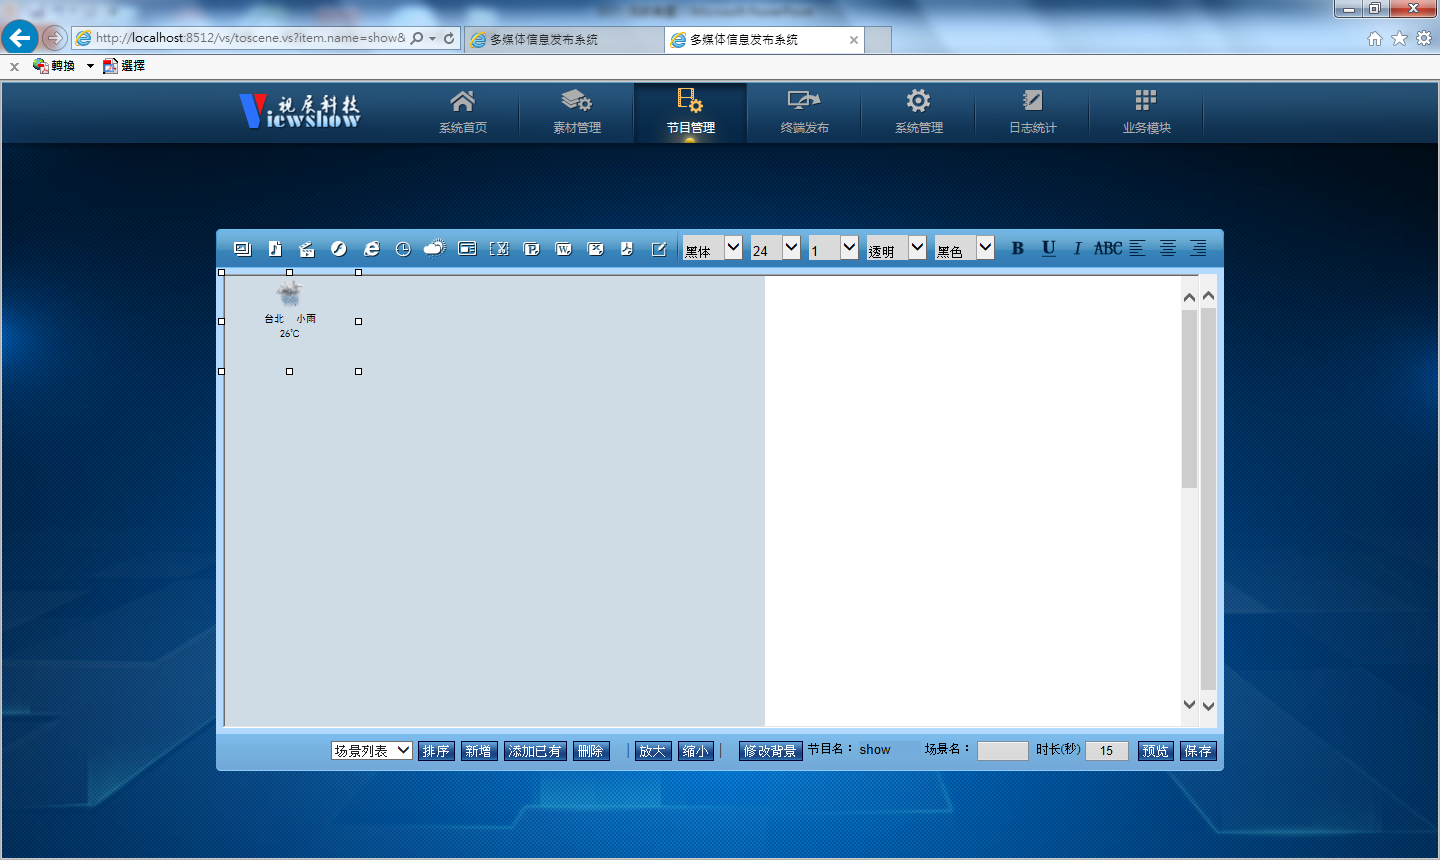 http://localhost:8512/vs/toscene.vs?item.name=show&
多媒体信息发布系统
多媒体信息发布系统
x 轉換 選擇
视展科技
Viewshow
系统首页
素材管理
节目管理
终端发布
系统管理
日志统计
业务模块
黑体 24 1 透明 黑色 B U I ABC
台北 小雨
26℃
场景列表 排序 新增 添加已有 删除 | 放大 缩小 | 修改背景 节目名： show 场景名： 时长(秒) 15 预览 保存